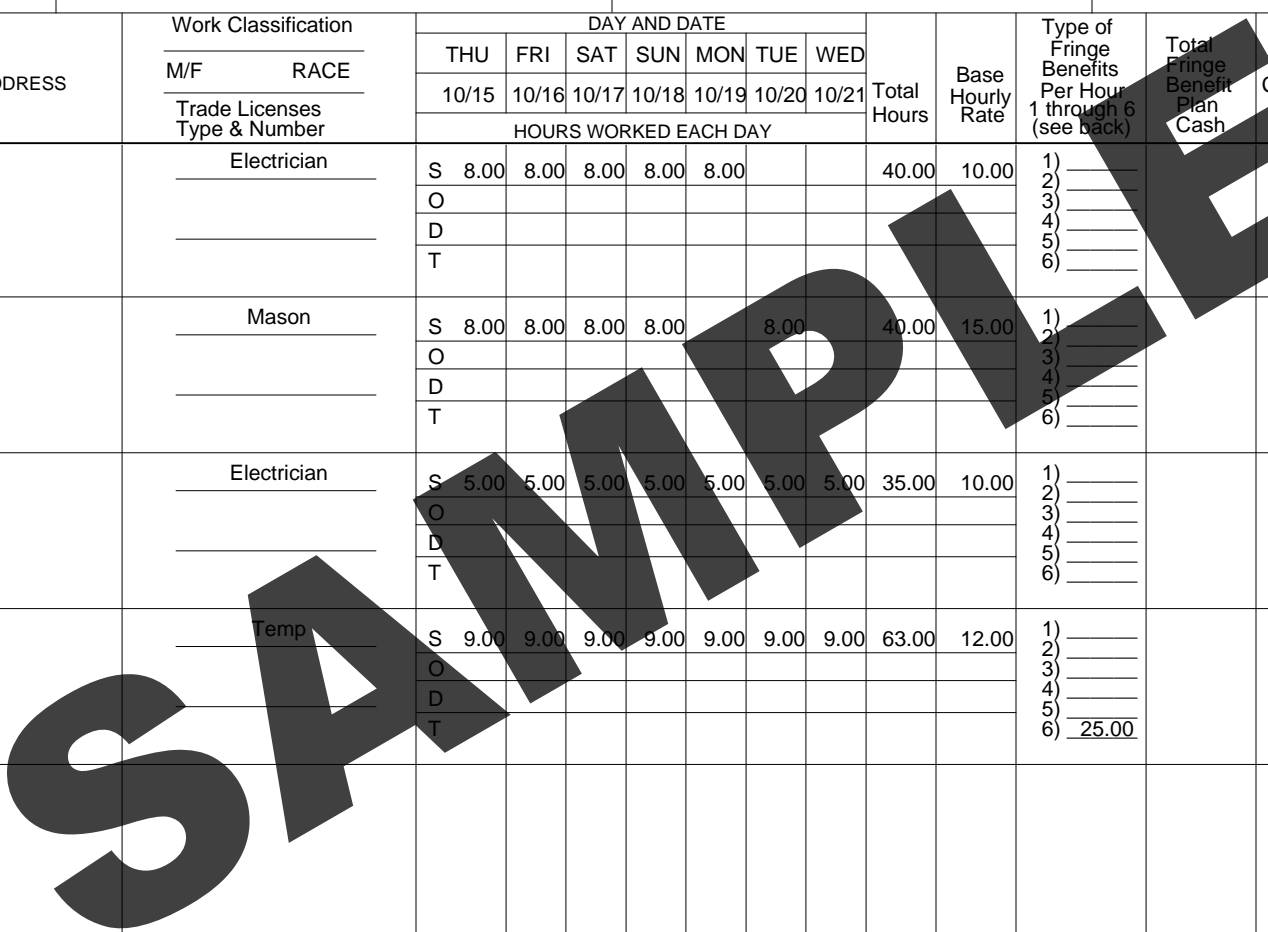 Work Classification
DAY AND DATE
Type of
Fringe
Benefits
Per Hour
1 through 6
(see back)
Total
Fringe
Benefit
Plan
Cash
THU FRI SAT SUN MON TUE WED
M/F RACE
DDRESS
10/15 10/16 10/17 10/18 10/19 10/20 10/21
Total
Hours
Base
Hourly
Rate
Trade Licenses
Type & Number
HOURS WORKED EACH DAY
Electrician
S 8.00 8.00 8.00 8.00 8.00 40.00 10.00
O
D
T
1)
2)
3)
4)
5)
6)
Mason
S 8.00 8.00 8.00 8.00 8.00 40.00 15.00
O
D
T
1)
2)
3)
4)
5)
6)
Electrician
S 5.00 5.00 5.00 5.00 5.00 5.00 5.00 35.00 10.00
O
D
T
1)
2)
3)
4)
5)
6)
Temp
S 9.00 9.00 9.00 9.00 9.00 9.00 9.00 63.00 12.00
O
D
T
1)
2)
3)
4)
5)
6) 25.00
SAMPLE